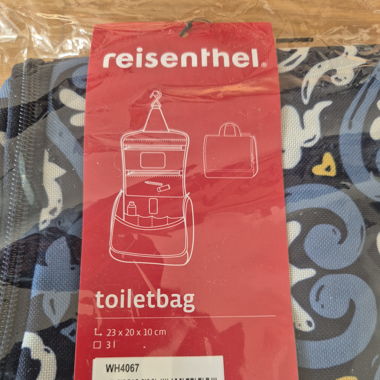 reisenthel®
toiletbag
23 x 20 x 10 cm
3 l
WH4067